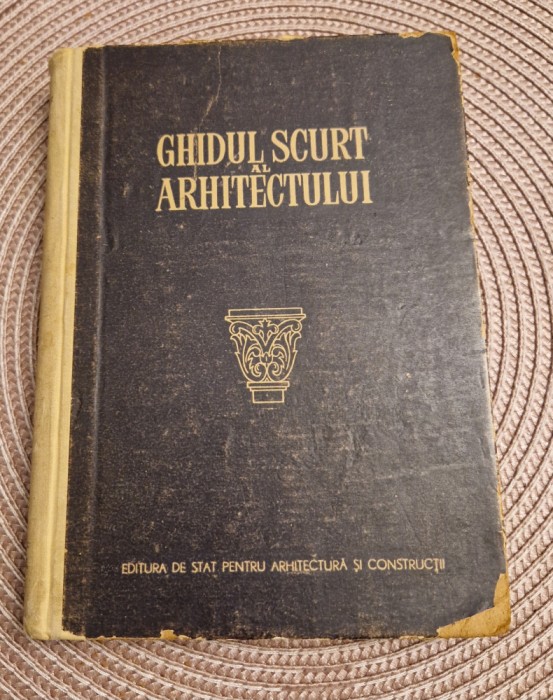 GHIDUL SCURT
AL
ARHITECTULUI
EDITURA DE STAT PENTRU ARHITECTURĂ ȘI CONSTRUCȚII